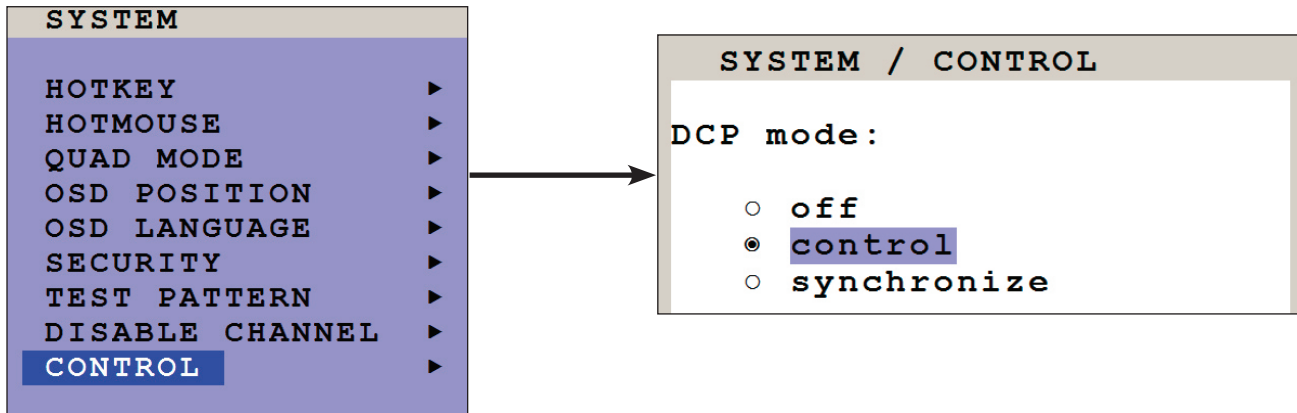 SYSTEM
HOTKEY
HOTMOUSE
QUAD MODE
OSD POSITION
OSD LANGUAGE
SECURITY
TEST PATTERN
DISABLE CHANNEL
CONTROL
SYSTEM / CONTROL
DCP mode:
off
control
synchronize